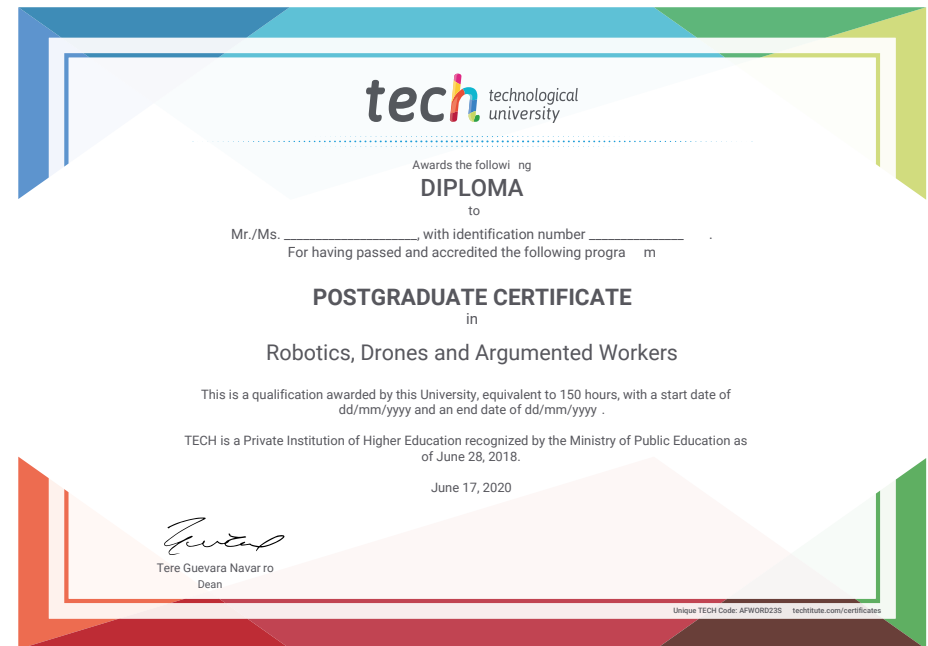 tech technological
university
Awards the followi ng
DIPLOMA
to
Mr./Ms. ____________________, with identification number ______________ .
For having passed and accredited the following progra m
POSTGRADUATE CERTIFICATE
in
Robotics, Drones and Argumented Workers
This is a qualification awarded by this University, equivalent to 150 hours, with a start date of
dd/mm/yyyy and an end date of dd/mm/yyyy .
TECH is a Private Institution of Higher Education recognized by the Ministry of Public Education as
of June 28, 2018.
June 17, 2020
Tere Guevara Navar ro
Dean
Unique TECH Code: AFWORD23S techtitute.com/certificates